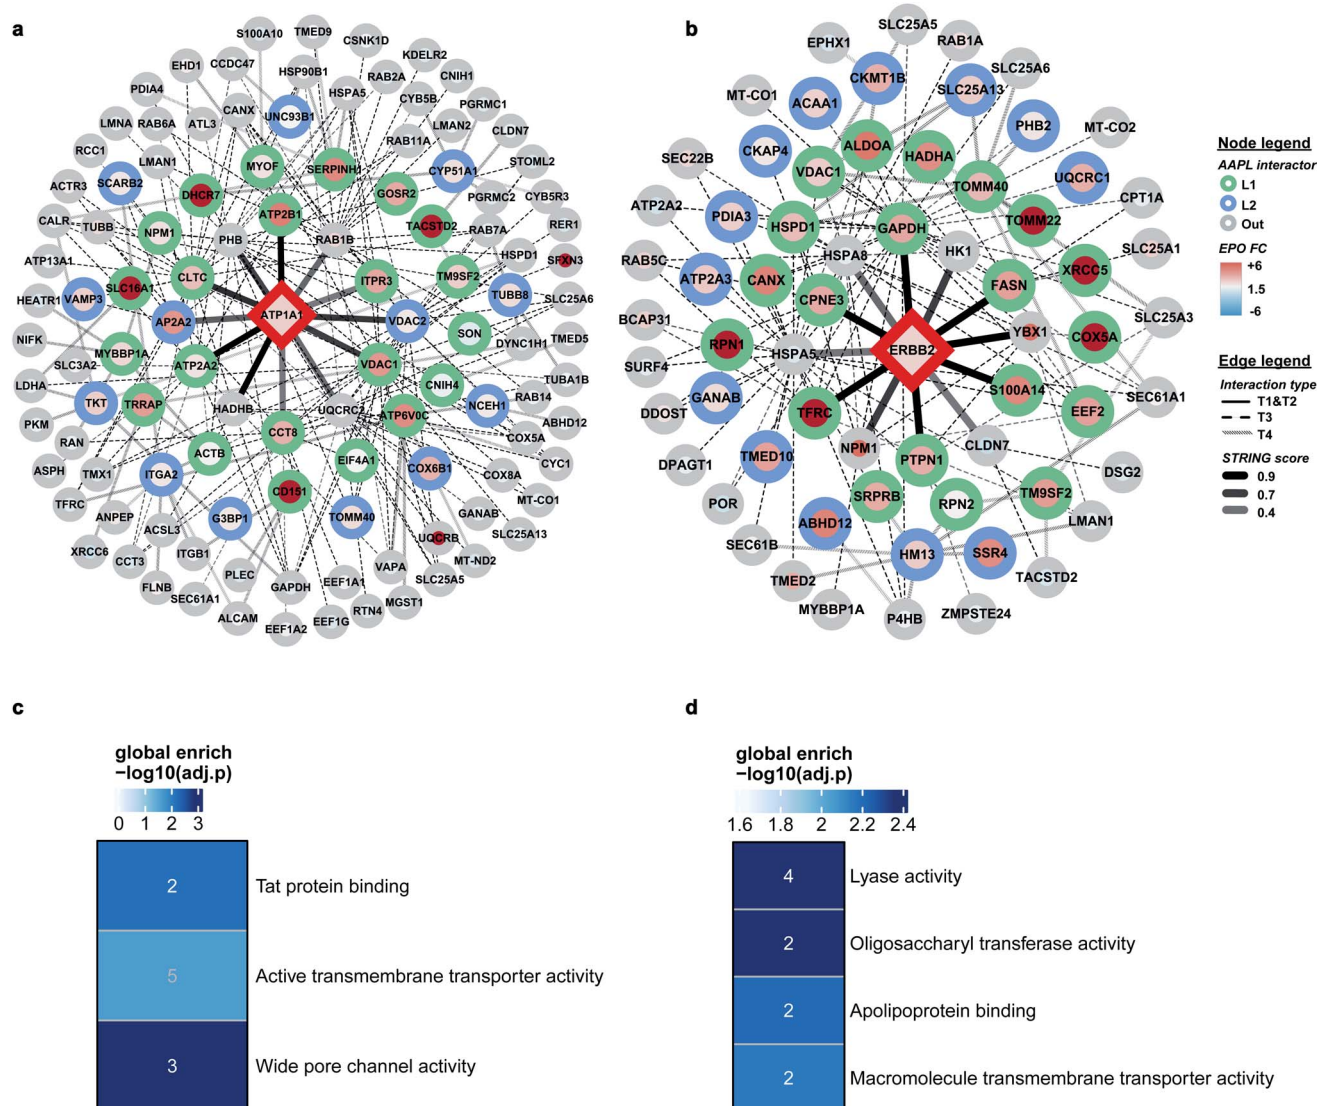 a
S100A10
TMED9
CSNK1D
EHD1
CCDC47
HSP90B1
KDELR2
PDIA4
CANX
UNC93B1
HSPA5
RAB2A
CNIH1
CYB5B
PGRMC1
LMNA
RAB6A
ATL3
RAB11A
LMAN2
CLDN7
RCC1
LMAN1
MYOF
SERPINH1
STOML2
SCARB2
DHCR7
GOSR2
CYP51A1
ACTR3
ATP2B1
PGRMC2
CYB5R3
CALR
TUBB
NPM1
PHB
RAB1B
TACSTD2
RAB7A
RER1
ATP13A1
CLTC
ITPR3
TM9SF2
HSPD1
SFXN3
HEATR1
VAMP3
SLC16A1
ATP1A1
TUBB8
SLC25A6
AP2A2
VDAC2
SON
NIFK
MYBBP1A
DYNC1H1
TMED5
SLC3A2
ATP2A2
VDAC1
LDHA
CNIH4
TUBA1B
TKT
TRRAP
HADHB
UQCRC2
ATP6V0C
NCEH1
RAB14
PKM
ABHD12
RAN
CCT8
COX5A
ACTB
EIF4A1
CYC1
ASPH
TMX1
ITGA2
COX6B1
COX8A
TFRC
CD151
MT-CO1
ANPEP
ACSL3
G3BP1
TOMM40
GANAB
XRCC6
ITGB1
UQCRB
SLC25A13
CCT3
PLEC
EEF1A1
VAPA
MT-ND2
FLNB
SEC61A1
GAPDH
SLC25A5
ALCAM
EEF1A2
EEF1G
RTN4
MGST1
b
SLC25A5
EPHX1
RAB1A
CKMT1B
SLC25A6
MT-CO1
ACAA1
SLC25A13
CKAP4
ALDOA
HADHA
PHB2
MT-CO2
SEC22B
VDAC1
TOMM40
UQCRC1
ATP2A2
PDIA3
HSPD1
GAPDH
TOMM22
CPT1A
RAB5C
HSPA8
HK1
SLC25A1
ATP2A3
CANX
CPNE3
FASN
XRCC5
BCAP31
YBX1
SLC25A3
RPN1
HSPA5
ERBB2
COX5A
SURF4
GANAB
S100A14
SEC61A1
DDOST
TFRC
EEF2
NPM1
CLDN7
DPAGT1
TMED10
PTPN1
DSG2
POR
SRPRB
RPN2
TM9SF2
ABHD12
LMAN1
SEC61B
HM13
SSR4
TMED2
TACSTD2
MYBBP1A
P4HB
ZMPSTE24
Node legend
AAPL interactor
L1
L2
Out
EPO FC
+6
1.5
-6
Edge legend
Interaction type
T1&T2
T3
T4
STRING score
0.9
0.7
0.4
c
global enrich
−log10(adj.p)
0 1 2 3
2 Tat protein binding
5 Active transmembrane transporter activity
3 Wide pore channel activity
d
global enrich
−log10(adj.p)
1.6 1.8 2 2.2 2.4
4 Lyase activity
2 Oligosaccharyl transferase activity
2 Apolipoprotein binding
2 Macromolecule transmembrane transporter activity